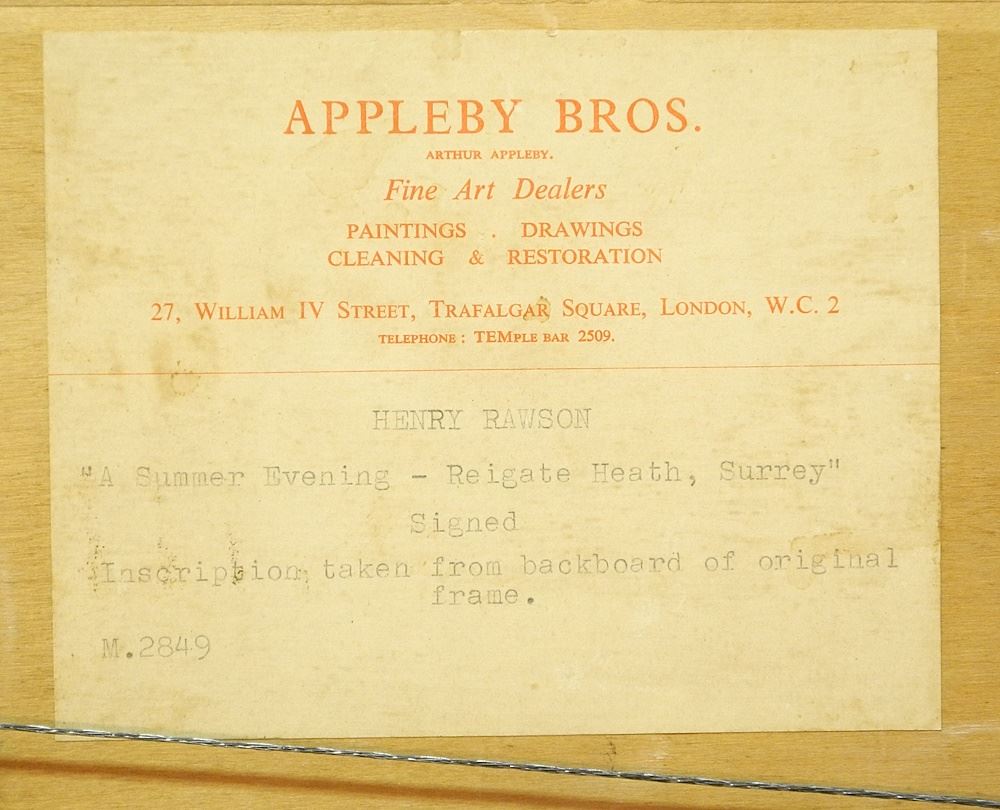 APPLEBY BROS.
ARTHUR APPLEBY.
Fine Art Dealers
PAINTINGS . DRAWINGS
CLEANING & RESTORATION
27, WILLIAM IV STREET, TRAFALGAR SQUARE, LONDON, W.C. 2
TELEPHONE : TEMPLE BAR 2509.
HENRY RAWSON
"A Summer Evening - Reigate Heath, Surrey"
Signed
Inscription taken from backboard of original
frame.
M.2849